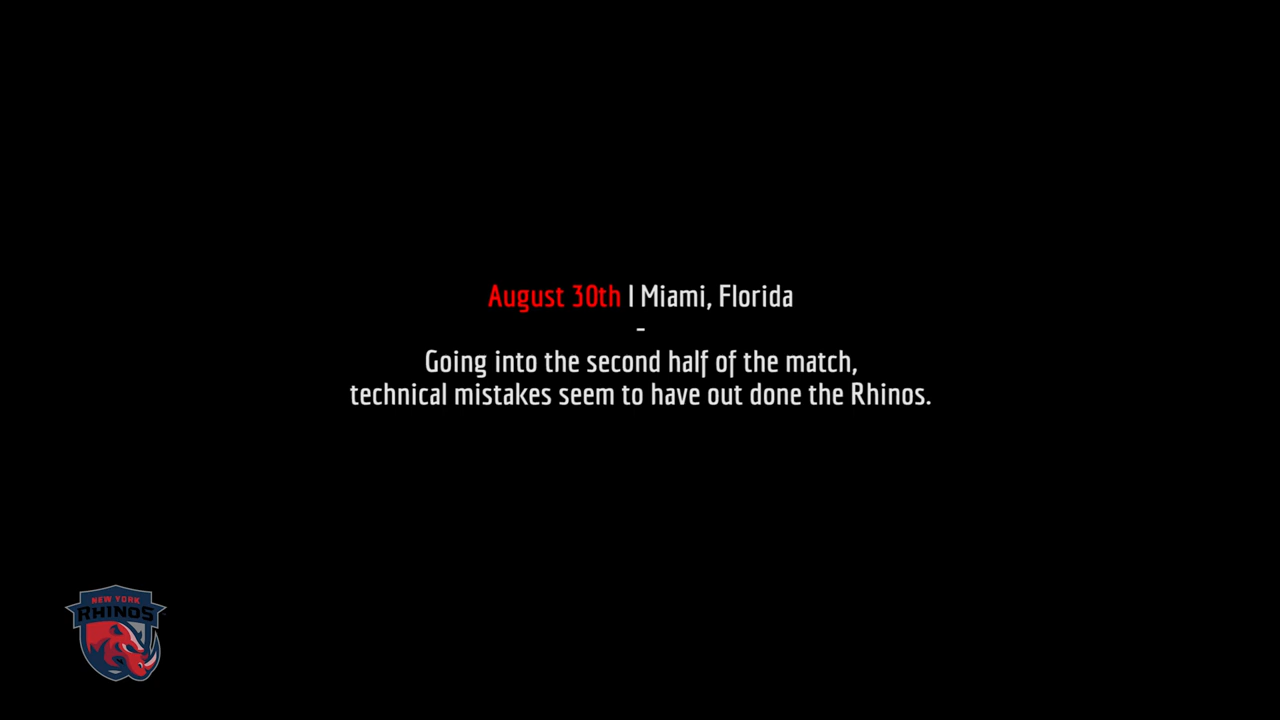 August 30th | Miami, Florida
-
Going into the second half of the match,
technical mistakes seem to have out done the Rhinos.
NEW YORK
RHINOS